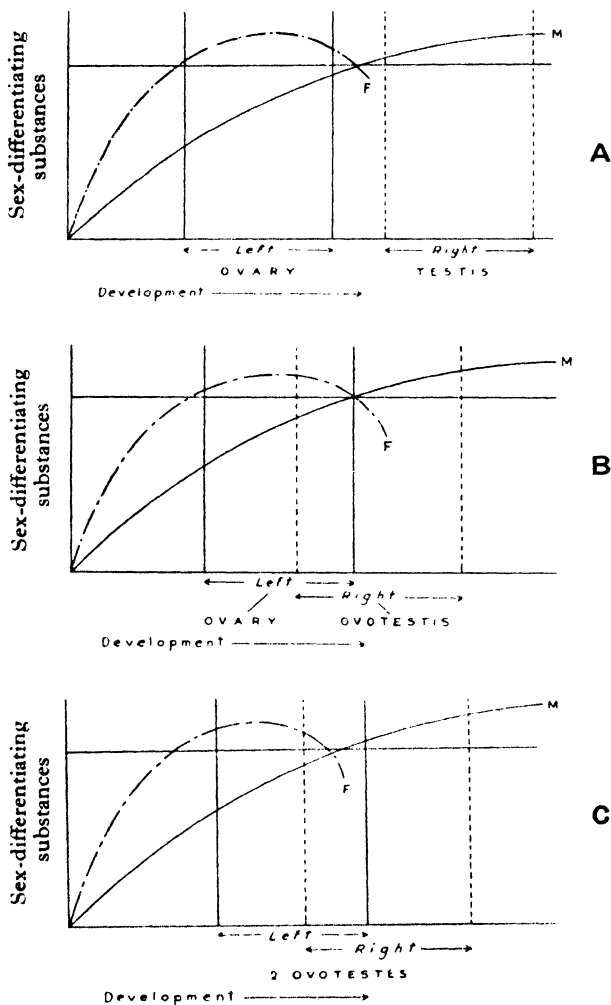 Sex-differentiating
substances
M
F
A
Left Right
OVARY TESTIS
Development
Sex-differentiating
substances
M
F
B
Left
Right
OVARY OVOTESTIS
Development
Sex-differentiating
substances
M
F
C
Left
Right
2 OVOTESTES
Development